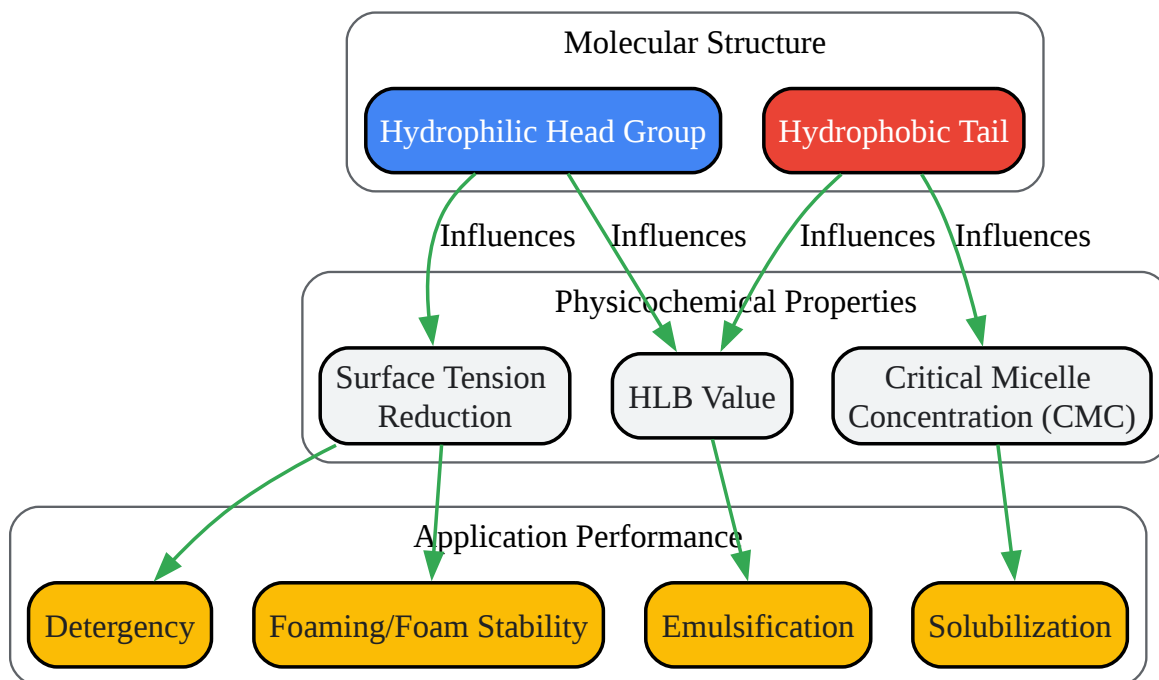 Molecular Structure
Hydrophilic Head Group
Hydrophobic Tail
Influences
Influences
Influences
Influences
Physicochemical Properties
Surface Tension
Reduction
HLB Value
Critical Micelle
Concentration (CMC)
Application Performance
Detergency
Foaming/Foam Stability
Emulsification
Solubilization